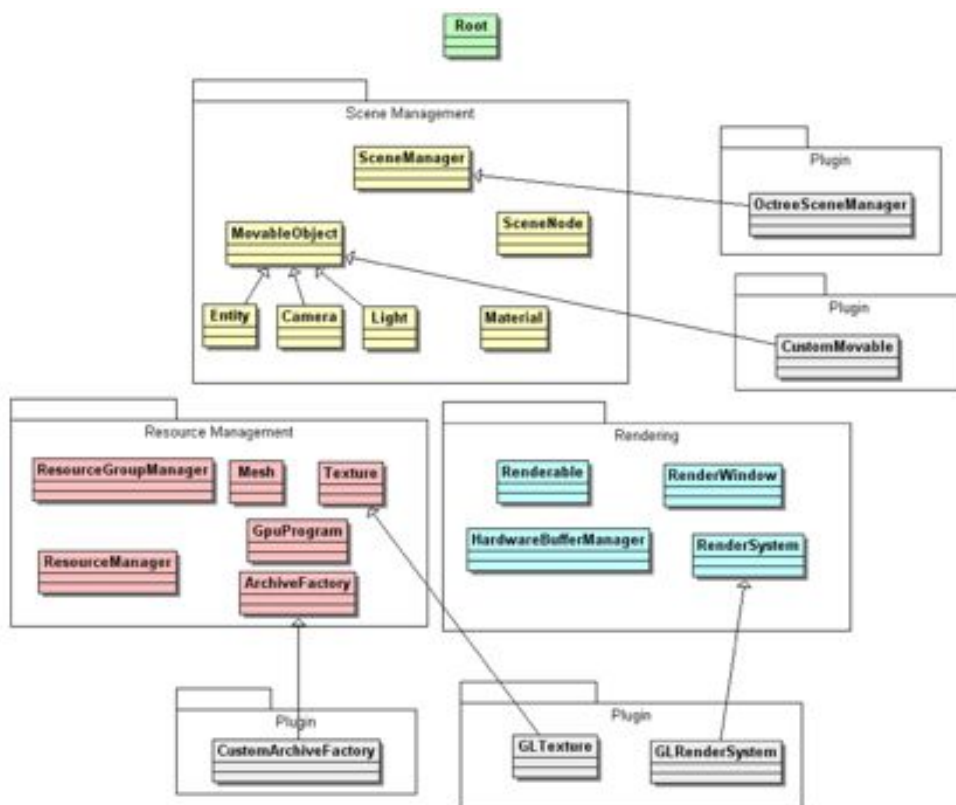 Root
Scene Management
SceneManager
Plugin
OctreeSceneManager
SceneNode
MovableObject
Plugin
Entity
Camera
Light
Material
CustomMovable
Resource Management
Rendering
ResourceGroupManager
Mesh
Texture
Renderable
RenderWindow
GpuProgram
HardwareBufferManager
RenderSystem
ResourceManager
ArchiveFactory
Plugin
Plugin
CustomArchiveFactory
GLTexture
GLRenderSystem